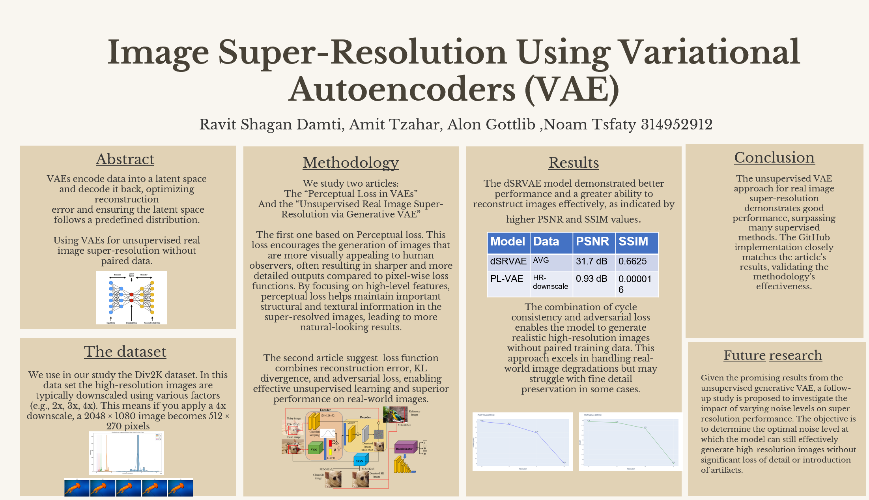 Image Super-Resolution Using Variational
Autoencoders (VAE)
Ravit Shagan Damti, Amit Tzahar, Alon Gottlib ,Noam Tsfaty 314952912
Abstract
VAEs encode data into a latent space
and decode it back, optimizing
reconstruction
error and ensuring the latent space
follows a predefined distribution.
Using VAEs for unsupervised real
image super-resolution without
paired data.
The dataset
We use in our study the Div2K dataset. In this
data set the high-resolution images are
typically downscaled using various factors
(e.g., 2x, 3x, 4x). This means if you apply a 4x
downscale, a 2048 × 1080 image becomes 512 ×
270 pixels
Methodology
We study two articles:
The “Perceptual Loss in VAEs”
And the “Unsupervised Real Image Super-
Resolution via Generative VAE”
The first one based on Perceptual loss. This
loss encourages the generation of images that
are more visually appealing to human
observers, often resulting in sharper and more
detailed outputs compared to pixel-wise loss
functions. By focusing on high-level features,
perceptual loss helps maintain important
structural and textural information in the
super-resolved images, leading to more
natural-looking results.
The second article suggest loss function
combines reconstruction error, KL
divergence, and adversarial loss, enabling
effective unsupervised learning and superior
performance on real-world images.
Results
The dSRVAE model demonstrated better
performance and a greater ability to
reconstruct images effectively, as indicated by
higher PSNR and SSIM values.
Model Data PSNR SSIM
dSRVAE AVG 31.7 dB 0.6625
PL-VAE HR-
downscale 0.93 dB 0.00001
6
The combination of cycle
consistency and adversarial loss
enables the model to generate
realistic high-resolution images
without paired training data. This
approach excels in handling real-
world image degradations but may
struggle with fine detail
preservation in some cases.
Conclusion
The unsupervised VAE
approach for real image
super-resolution
demonstrates good
performance, surpassing
many supervised
methods. The GitHub
implementation closely
matches the article's
results, validating the
methodology's
effectiveness.
Future research
Given the promising results from the
unsupervised generative VAE, a follow-
up study is proposed to investigate the
impact of varying noise levels on super
resolution performance. The objective is
to determine the optimal noise level at
which the model can still effectively
generate high-resolution images without
significant loss of detail or introduction
of artifacts.